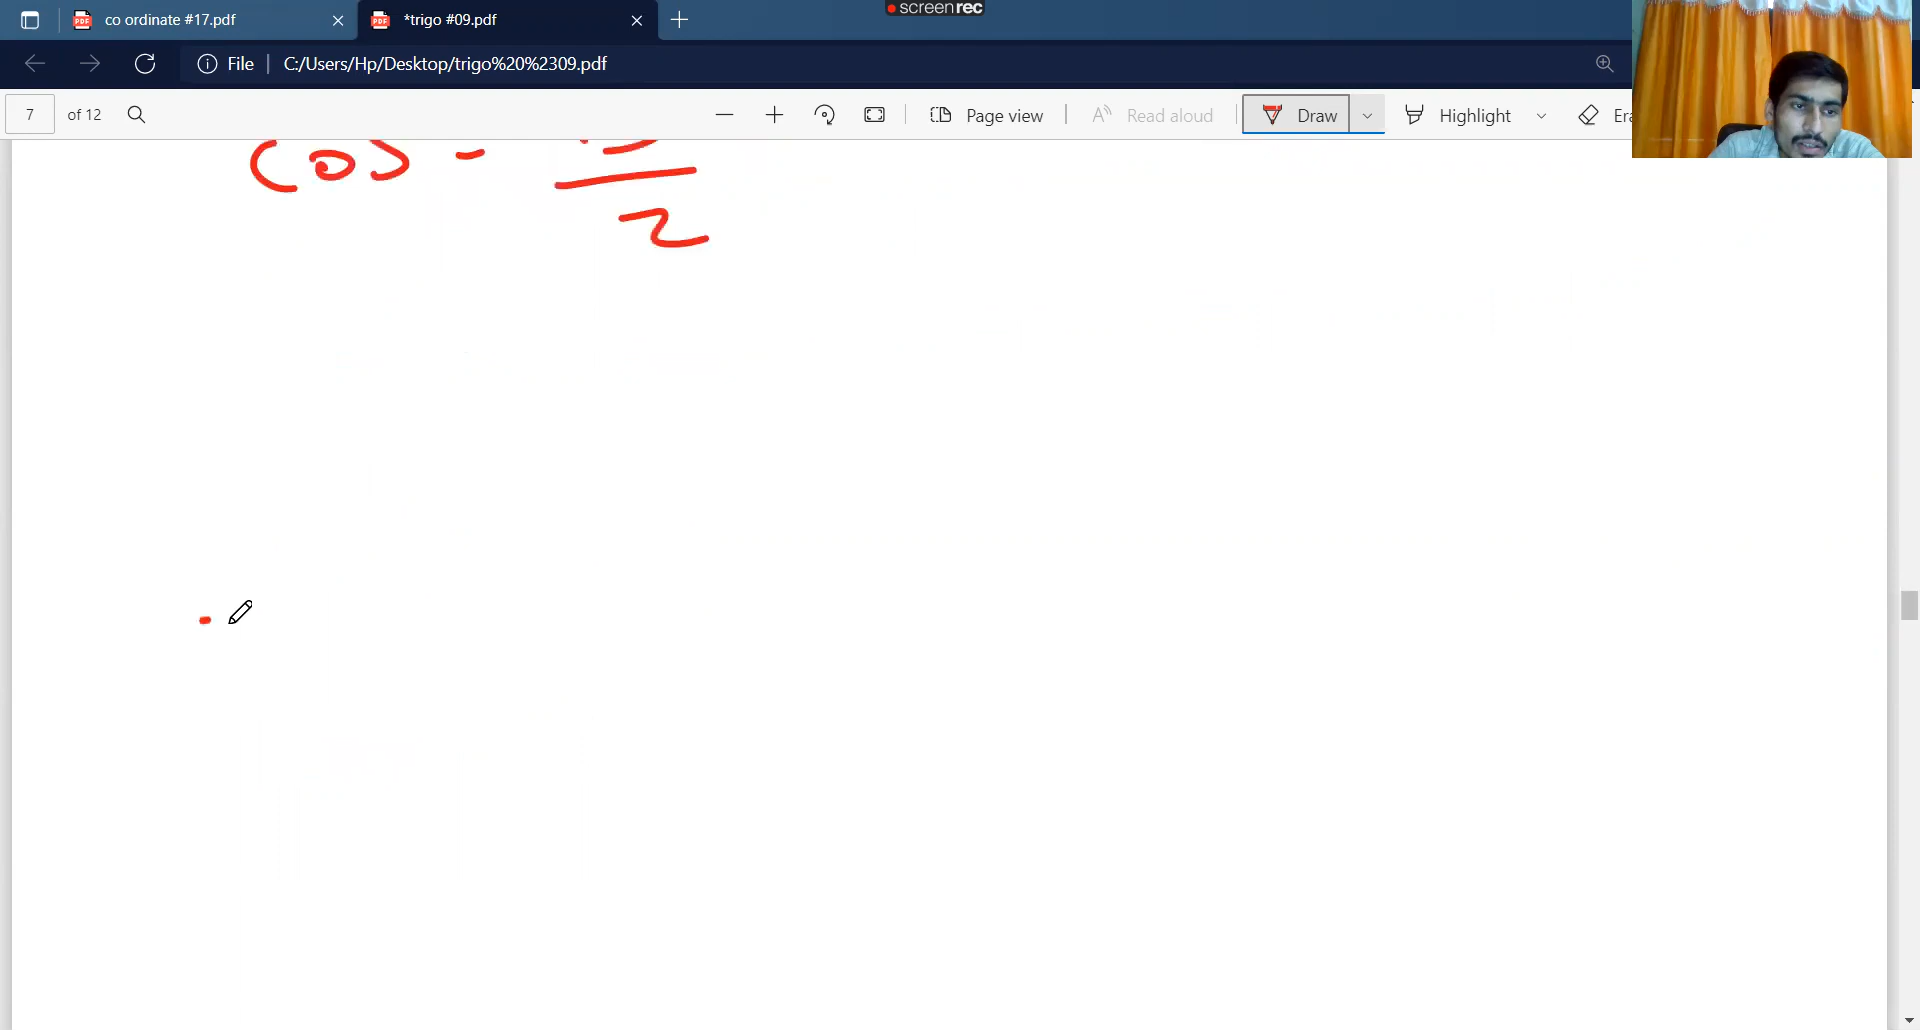 co ordinate #17.pdf
*trigo #09.pdf
screenrec
File
C:/Users/Hp/Desktop/trigo%20%2309.pdf
7 of 12
Page view
Read aloud
Draw
Highlight
Era
cos -
2